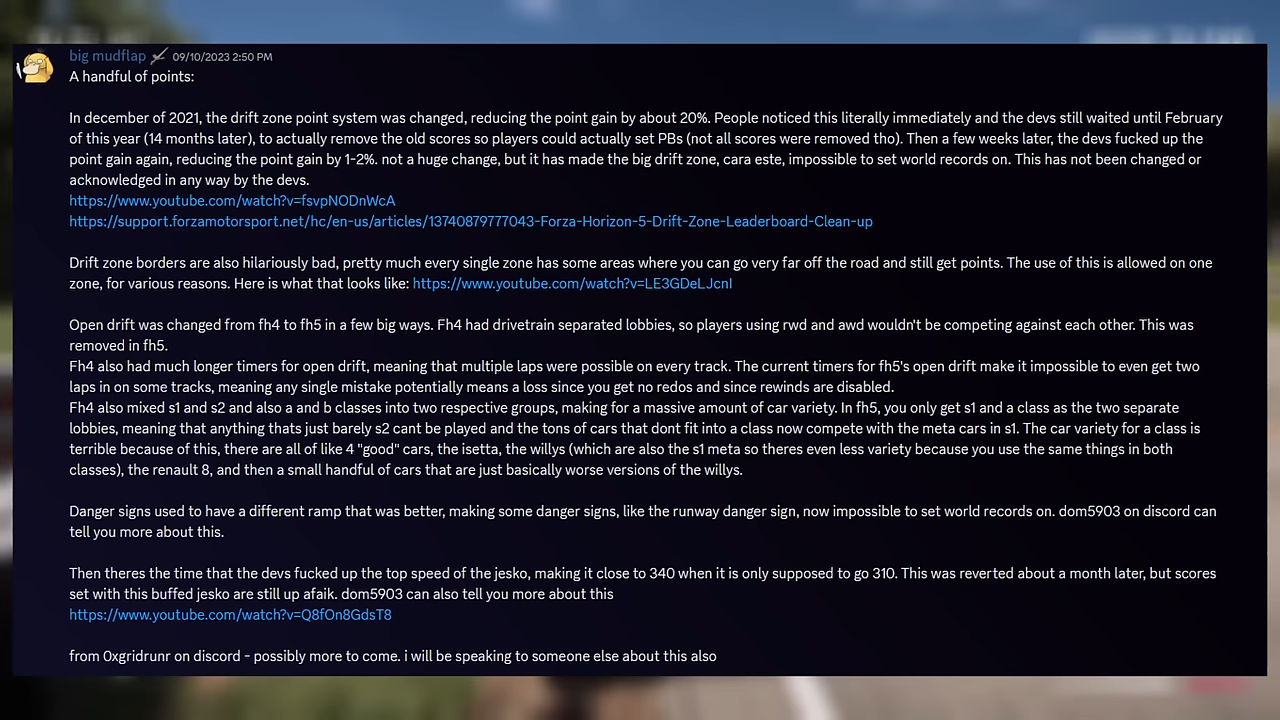 big mudflap 09/10/2023 2:50 PM
A handful of points:
In december of 2021, the drift zone point system was changed, reducing the point gain by about 20%. People noticed this literally immediately and the devs still waited until February
of this year (14 months later), to actually remove the old scores so players could actually set PBs (not all scores were removed tho). Then a few weeks later, the devs fucked up the
point gain again, reducing the point gain by 1-2%. not a huge change, but it has made the big drift zone, cara este, impossible to set world records on. This has not been changed or
acknowledged in any way by the devs.
https://www.youtube.com/watch?v=fsvpNODnWcA
https://support.forzamotorsport.net/hc/en-us/articles/13740879777043-Forza-Horizon-5-Drift-Zone-Leaderboard-Clean-up
Drift zone borders are also hilariously bad, pretty much every single zone has some areas where you can go very far off the road and still get points. The use of this is allowed on one
zone, for various reasons. Here is what that looks like: https://www.youtube.com/watch?v=LE3GDeLJcnI
Open drift was changed from fh4 to fh5 in a few big ways. Fh4 had drivetrain separated lobbies, so players using rwd and awd wouldn't be competing against each other. This was
removed in fh5.
Fh4 also had much longer timers for open drift, meaning that multiple laps were possible on every track. The current timers for fh5's open drift make it impossible to even get two
laps in on some tracks, meaning any single mistake potentially means a loss since you get no redos and since rewinds are disabled.
Fh4 also mixed s1 and s2 and also a and b classes into two respective groups, making for a massive amount of car variety. In fh5, you only get s1 and a class as the two separate
lobbies, meaning that anything thats just barely s2 cant be played and the tons of cars that dont fit into a class now compete with the meta cars in s1. The car variety for a class is
terrible because of this, there are all of like 4 "good" cars, the isetta, the willys (which are also the s1 meta so theres even less variety because you use the same things in both
classes), the renault 8, and then a small handful of cars that are just basically worse versions of the willys.
Danger signs used to have a different ramp that was better, making some danger signs, like the runway danger sign, now impossible to set world records on. dom5903 on discord can
tell you more about this.
Then theres the time that the devs fucked up the top speed of the jesko, making it close to 340 when it is only supposed to go 310. This was reverted about a month later, but scores
set with this buffed jesko are still up afaik. dom5903 can also tell you more about this
https://www.youtube.com/watch?v=Q8fOn8GdsT8
from 0xgridrunr on discord - possibly more to come. i will be speaking to someone else about this also